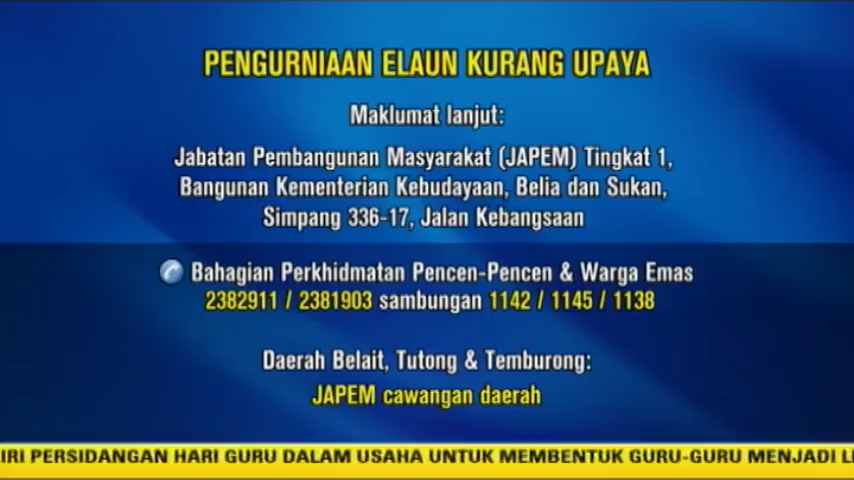 PENGURNIAAN ELAUN KURANG UPAYA
Maklumat lanjut:
Jabatan Pembangunan Masyarakat (JAPEM) Tingkat 1,
Bangunan Kementerian Kebudayaan, Belia dan Sukan,
Simpang 336-17, Jalan Kebangsaan
Bahagian Perkhidmatan Pencen-Pencen & Warga Emas
2382911 / 2381903 sambungan 1142 / 1145 / 1138
Daerah Belait, Tutong & Temburong:
JAPEM cawangan daerah
PERSIDANGAN HARI GURU DALAM USAHA UNTUK MEMBENTUK GURU-GURU MENJADI